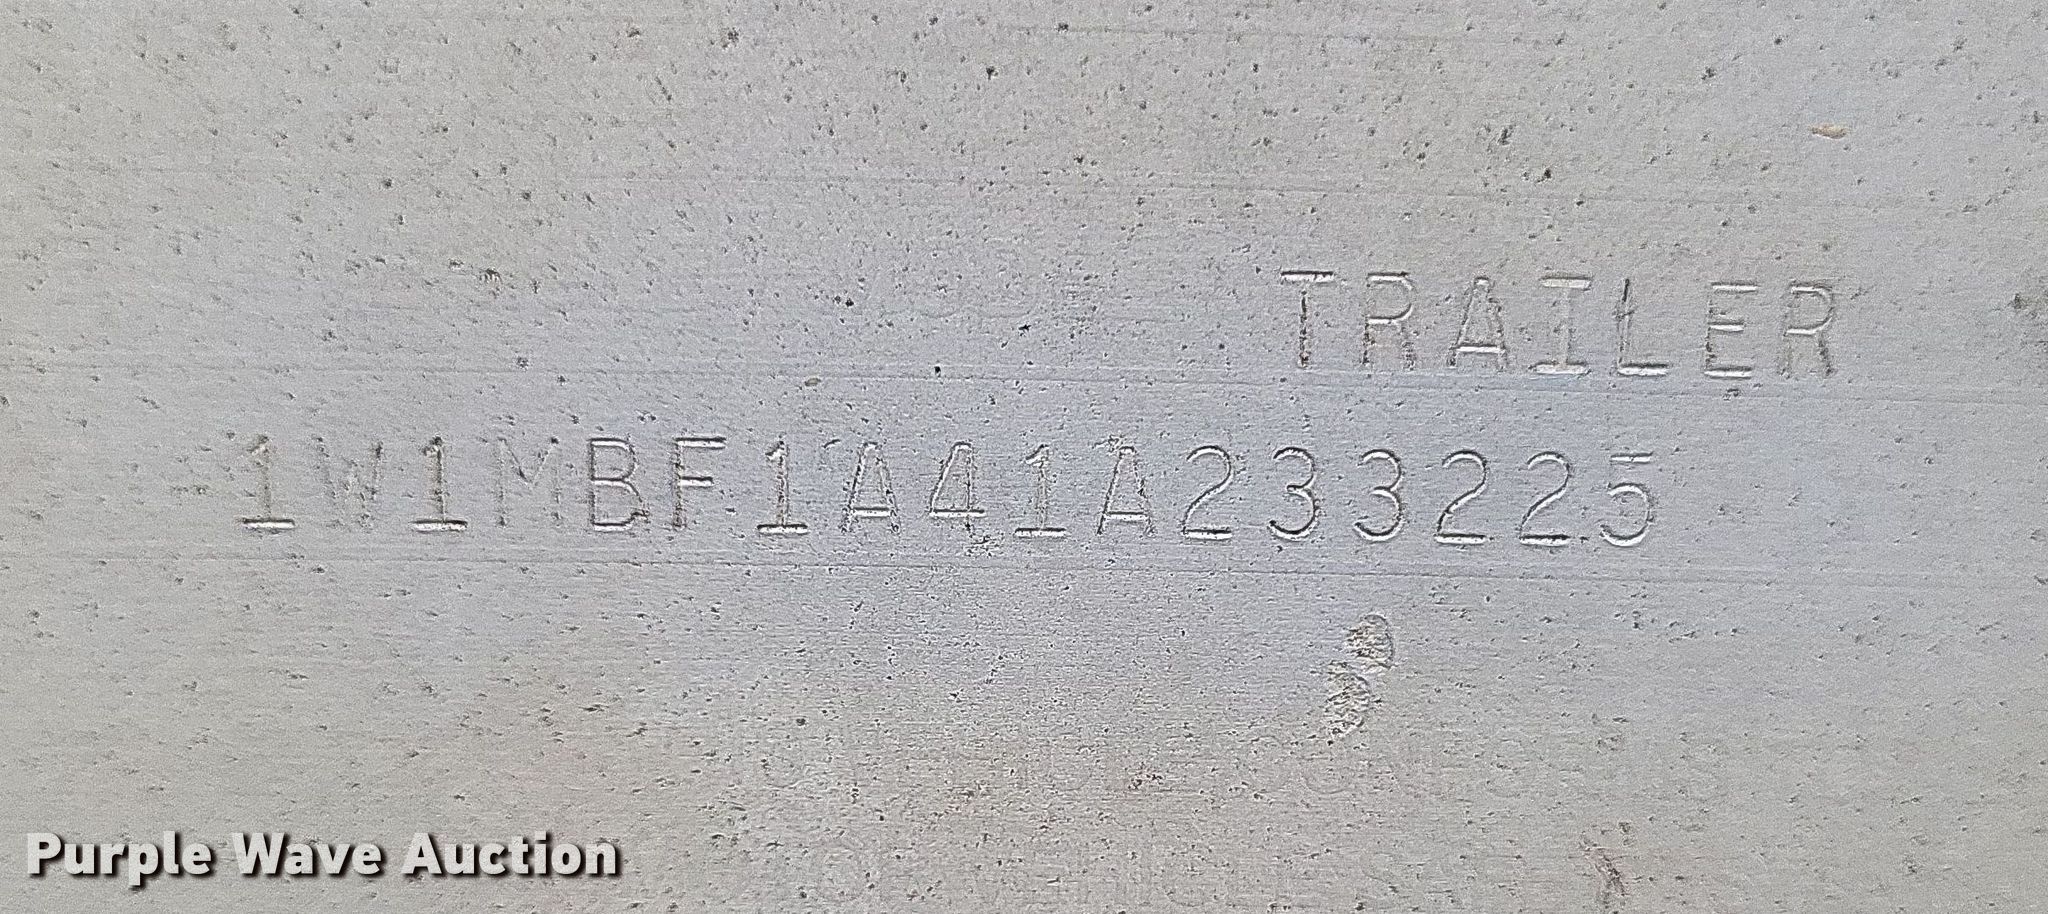 TRAILER
1W1MBF1A41A233225
Purple Wave Auction